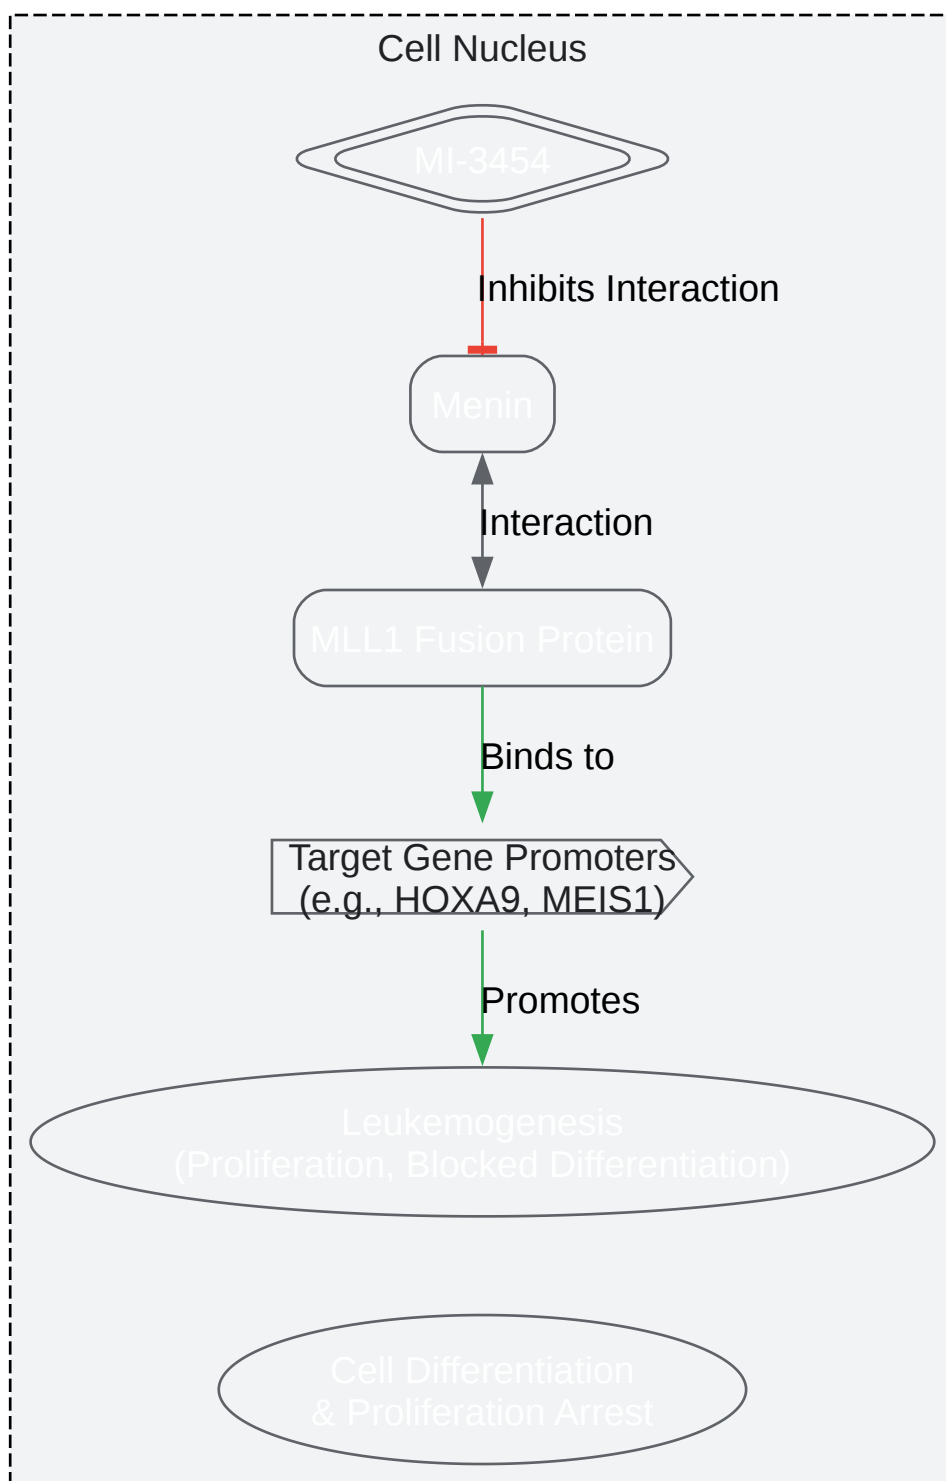 Cell Nucleus
MI-3454
Inhibits Interaction
Menin
Interaction
MLL1 Fusion Protein
Binds to
Target Gene Promoters
(e.g., HOXA9, MEIS1)
Promotes
Leukemogenesis
(Proliferation, Blocked Differentiation)
Cell Differentiation
& Proliferation Arrest